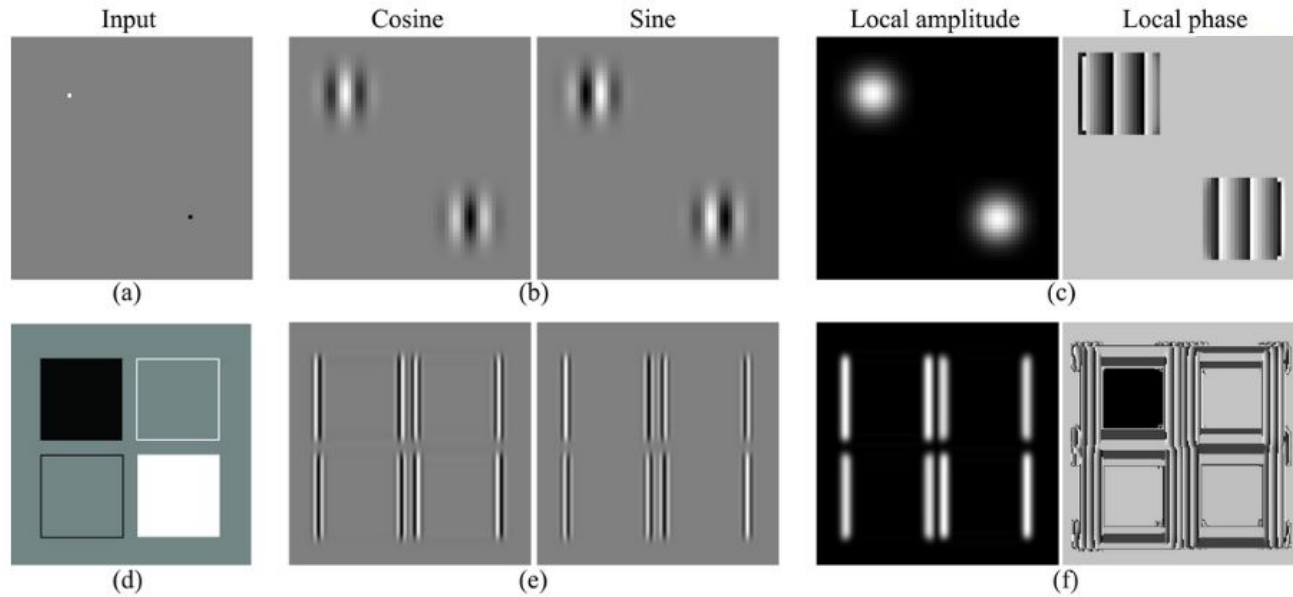 Input
Cosine
Sine
Local amplitude
Local phase
(a)
(b)
(c)
(d)
(e)
(f)